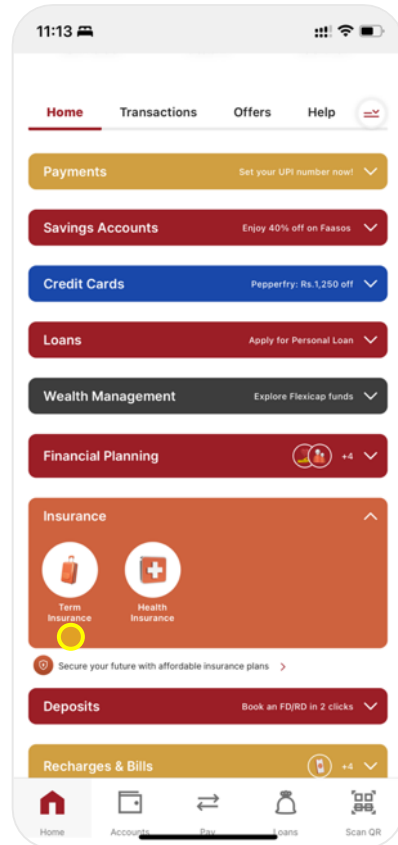 11:13
Home Transactions Offers Help
Payments Set your UPI number now!
Savings Accounts Enjoy 40% off on Faasos
Credit Cards Pepperfry: Rs.1,250 off
Loans Apply for Personal Loan
Wealth Management Explore Flexicap funds
Financial Planning +4
Insurance
Term Health
Insurance Insurance
Secure your future with affordable insurance plans
Deposits Book an FD/RD in 2 clicks
Recharges & Bills +4
Home Accounts Pay Loans Scan QR